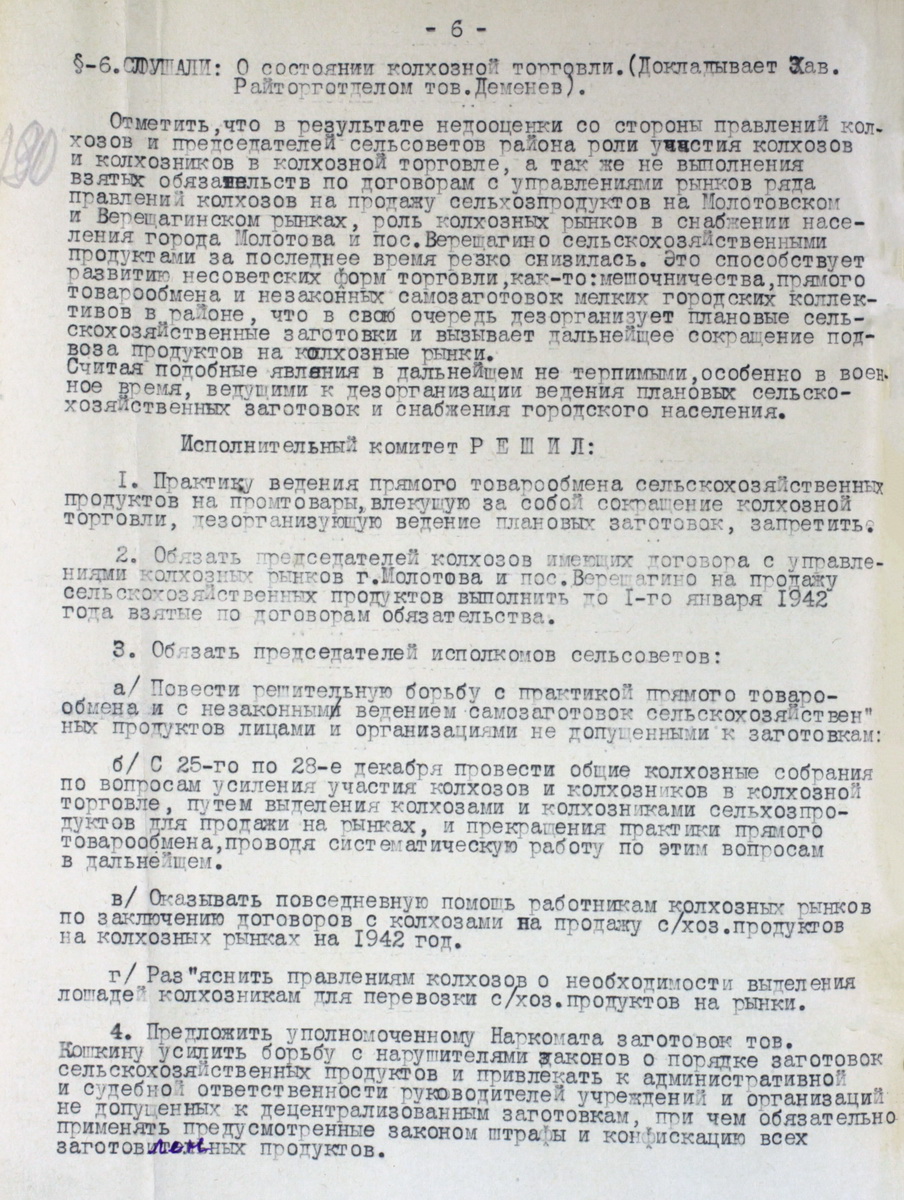 - 6 -
§-6.СЛУШАЛИ: О состоянии колхозной торговли.(Докладывает Зав.
Райторготделом тов.Деменев).
Отметить,что в результате недооценки со стороны правлений кол-
хозов и председателей сельсоветов района роли участия колхозов
и колхозников в колхозной торговле, а так же не выполнения
взятых обязательств по договорам с управлениями рынков ряда
правлений колхозов на продажу сельхозпродуктов на Молотовском
и Верещагинском рынках, роль колхозных рынков в снабжении насе-
ления города Молотова и пос.Верещагино сельскохозяйственными
продуктами за последнее время резко снизилась. Это способствует
развитию несоветских форм торговли,как-то:мешочничества,прямого
товарообмена и незаконных самозаготовок мелких городских коллек-
тивов в районе, что в свою очередь дезорганизует плановые сель-
скохозяйственные заготовки и вызывает дальнейшее сокращение под-
воза продуктов на колхозные рынки.
Считая подобные явления в дальнейшем не терпимыми,особенно в воен-
ное время, ведущими к дезорганизации ведения плановых сельско-
хозяйственных заготовок и снабжения городского населения.
Исполнительный комитет Р Е Ш И Л:
1. Практику ведения прямого товарообмена сельскохозяйственных
продуктов на промтовары,влекущую за собой сокращение колхозной
торговли, дезорганизующую ведение плановых заготовок, запретить.
2. Обязать председателей колхозов имеющих договора с управле-
ниями колхозных рынков г.Молотова и пос.Верещагино на продажу
сельскохозяйственных продуктов выполнить до I-го января 1942
года взятые по договорам обязательства.
3. Обязать председателей исполкомов сельсоветов:
а/ Повести решительную борьбу с практикой прямого товаро-
обмена и с незаконным ведением самозаготовок сельскохозяйствен"
ных продуктов лицами и организациями не допущенными к заготовкам:
б/ С 25-го по 28-е декабря провести общие колхозные собрания
по вопросам усиления участия колхозов и колхозников в колхозной
торговле, путем выделения колхозами и колхозниками сельхозпро-
дуктов для продажи на рынках, и прекращения практики прямого
товарообмена,проводя систематическую работу по этим вопросам
в дальнейшем.
в/ Оказывать повседневную помощь работникам колхозных рынков
по заключению договоров с колхозами на продажу с/хоз.продуктов
на колхозных рынках на 1942 год.
г/ Раз"яснить правлениям колхозов о необходимости выделения
лошадей колхозникам для перевозки с/хоз.продуктов на рынки.
4. Предложить уполномоченному Наркомата заготовок тов.
Кошкину усилить борьбу с нарушителями законов о порядке заготовок
сельскохозяйственных продуктов и привлекать к административной
и судебной ответственности руководителей учреждений и организаций
не допущенных к децентрализованным заготовкам, при чем обязательно
применять предусмотренные законом штрафы и конфискацию всех
заготовленных продуктов.